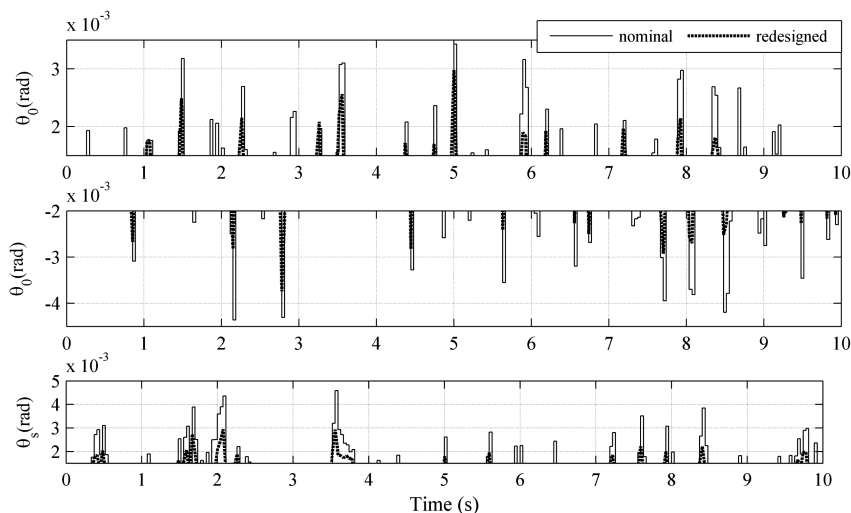 x 10⁻³
nominal
redesigned
θ₀(rad)
3
2
0 1 2 3 4 5 6 7 8 9 10
x 10⁻³
θ₀(rad)
-2
-3
-4
0 1 2 3 4 5 6 7 8 9 10
x 10⁻³
θₛ(rad)
5
4
3
2
0 1 2 3 4 5 6 7 8 9 10
Time (s)